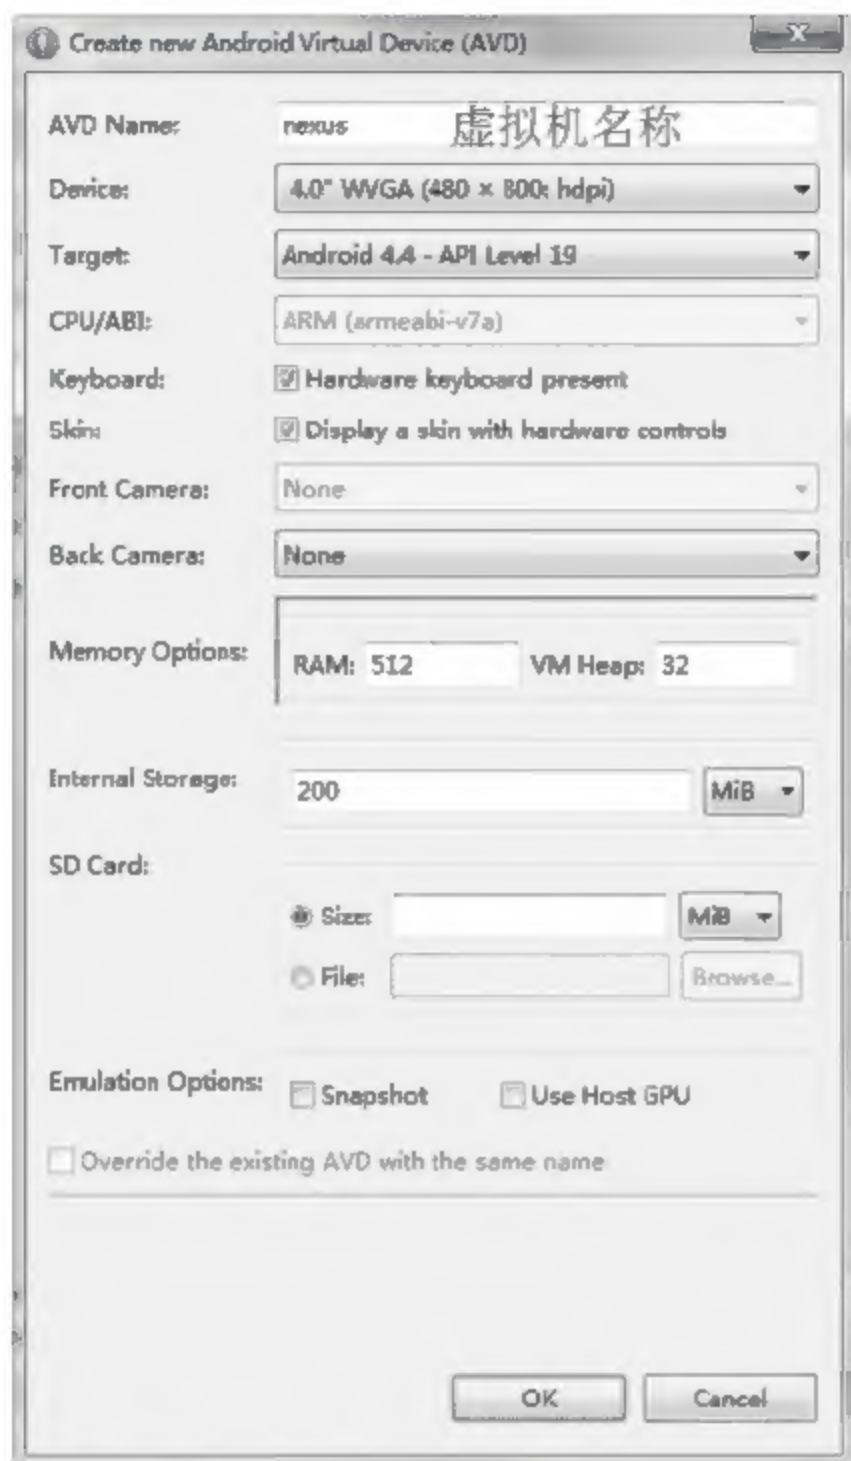 Create new Android Virtual Device (AVD)
AVD Name: nexus 虚拟机名称
Device: 4.0" WVGA (480 × 800: hdpi)
Target: Android 4.4 - API Level 19
CPU/ABI: ARM (armeabi-v7a)
Keyboard: Hardware keyboard present
Skin: Display a skin with hardware controls
Front Camera: None
Back Camera: None
Memory Options: RAM: 512 VM Heap: 32
Internal Storage: 200 MiB
SD Card:
Size: MiB
File: Browse...
Emulation Options: Snapshot Use Host GPU
Override the existing AVD with the same name
OK Cancel